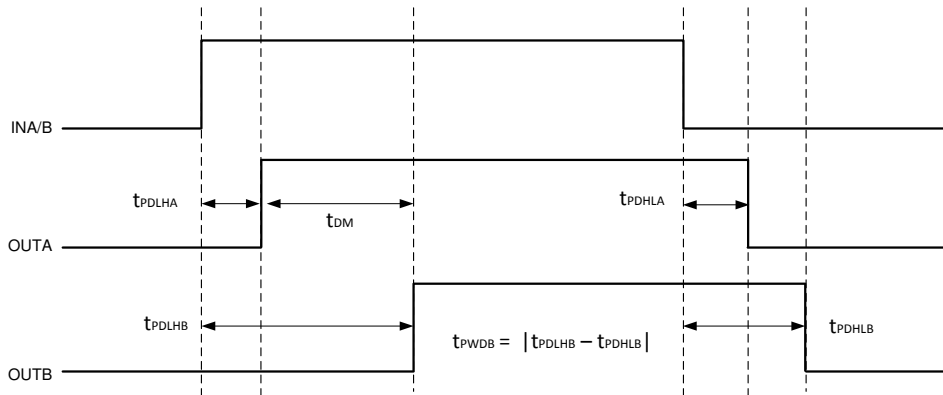 INA/B
tPDLHA
tDM
tPDHLA
OUTA
tPDLHB
tPWDB = |tPDLHB – tPDHLB|
tPDHLB
OUTB